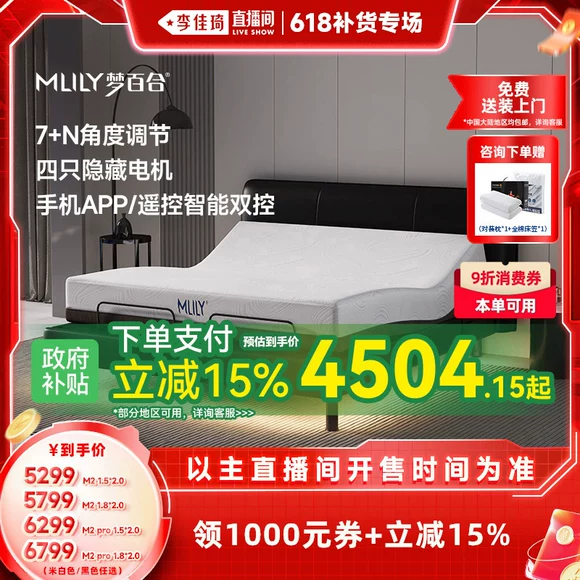 李佳琦 直播间 LIVE SHOW 618补货专场
MLILY梦百合®
7+N角度调节
四只隐藏电机
手机APP/遥控智能双控
免费
送装上门
*中国大陆地区均包邮,详询客服
咨询下单赠
(对装枕*1+全棉床笠*1)
9折消费券
本单可用
MLILY®
政府
补贴
下单支付 预估到手价
立减15% 4504.15起
*部分地区可用,详询客服>>>
¥到手价
5299 M2 1.5*2.0
5799 M2 1.8*2.0
6299 M2 pro 1.5*2.0
6799 M2 pro 1.8*2.0
(米白色/黑色任选)
以主直播间开售时间为准
领1000元券+立减15%